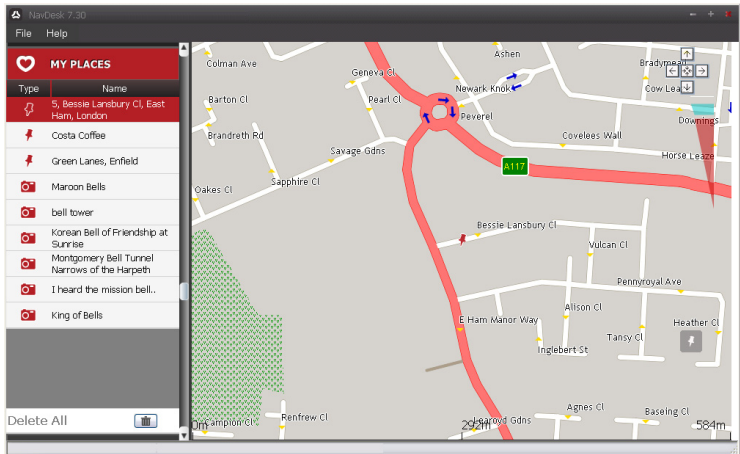 NavDesk 7.30
File Help
MY PLACES
Type Name
5, Bessie Lansbury Cl, East
Ham, London
Costa Coffee
Green Lanes, Enfield
Maroon Bells
bell tower
Korean Bell of Friendship at
Sunrise
Montgomery Bell Tunnel
Narrows of the Harpeth
I heard the mission bell..
King of Bells
Delete All
Colman Ave
Ashen
Geneva Cl
Newark Knok
Cow Lea
Barton Cl
Pearl Cl
Peverel
Downings
Brandreth Rd
Covelees Wall
Savage Gdns
Horse Leaze
A117
Sapphire Cl
Oakes Cl
Bessie Lansbury Cl
Vulcan Cl
Pennyroyal Ave
Alison Cl
E Ham Manor Way
Heather Cl
Tansy Cl
Inglebert St
Agnes Cl
Baseing Cl
Renfrew Cl
Campion Cl
Gdns
0m 292m 584m